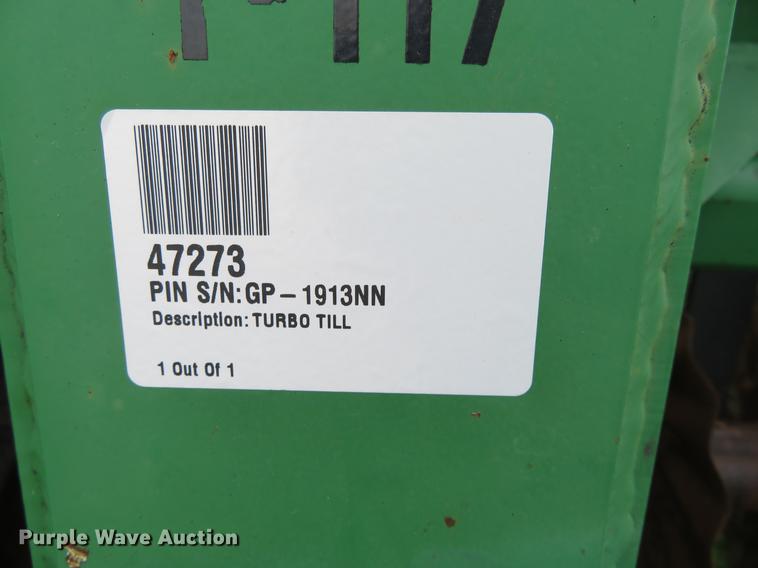 47273
PIN S/N: GP-1913NN
Description: TURBO TILL
1 Out Of 1
Purple Wave Auction®